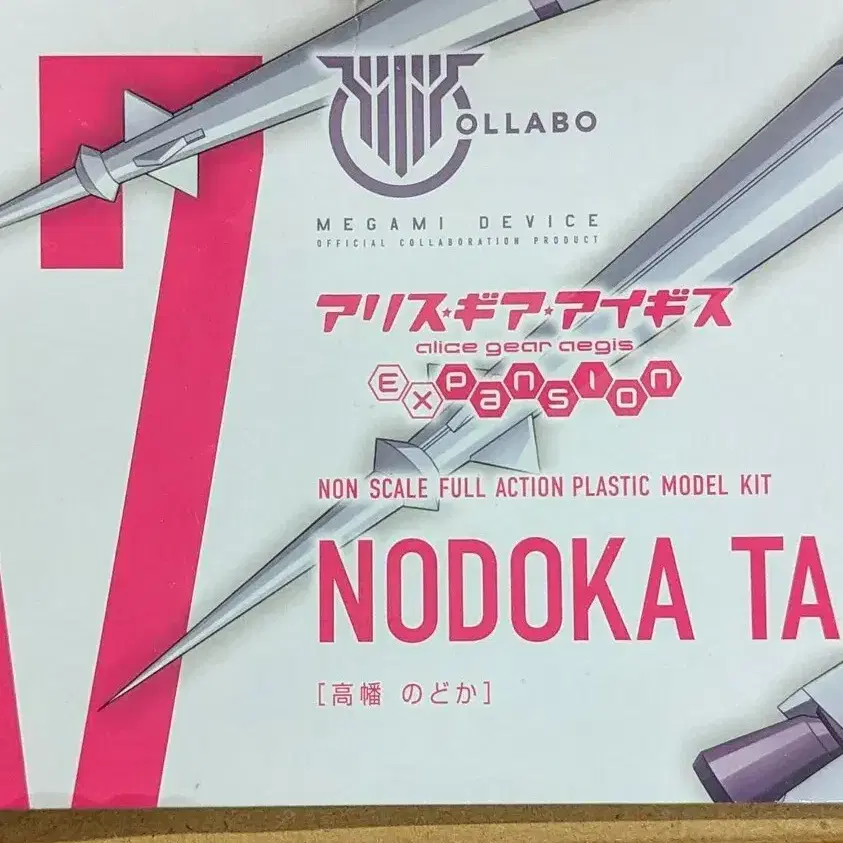 7
OLLABO
MEGAMI DEVICE
OFFICIAL COLLABORATION PRODUCT
アリス☆ギア☆アイギス
alice gear aegis
EXPANSION
NON SCALE FULL ACTION PLASTIC MODEL KIT
NODOKA TA
[高幡 のどか]